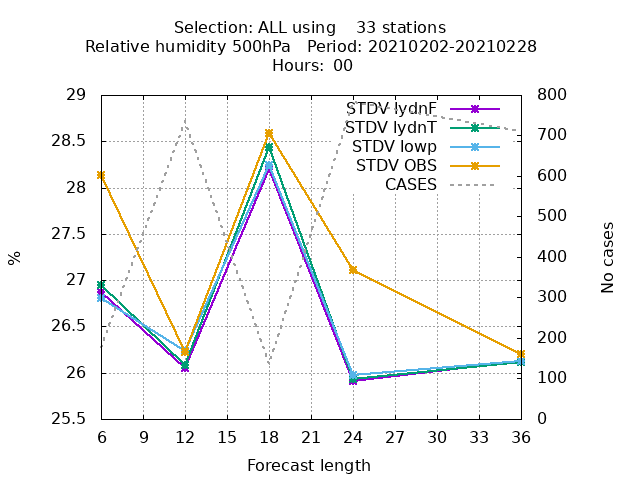 Selection: ALL using    33 stations
Relative humidity 500hPa   Period: 20210202-20210228
Hours:  00
STDV lydnF
STDV lydnT
STDV lowp
STDV OBS
CASES
29
28.5
28
27.5
27
26.5
26
25.5
%
800
700
600
500
400
300
200
100
0
No cases
6 9 12 15 18 21 24 27 30 33 36
Forecast length